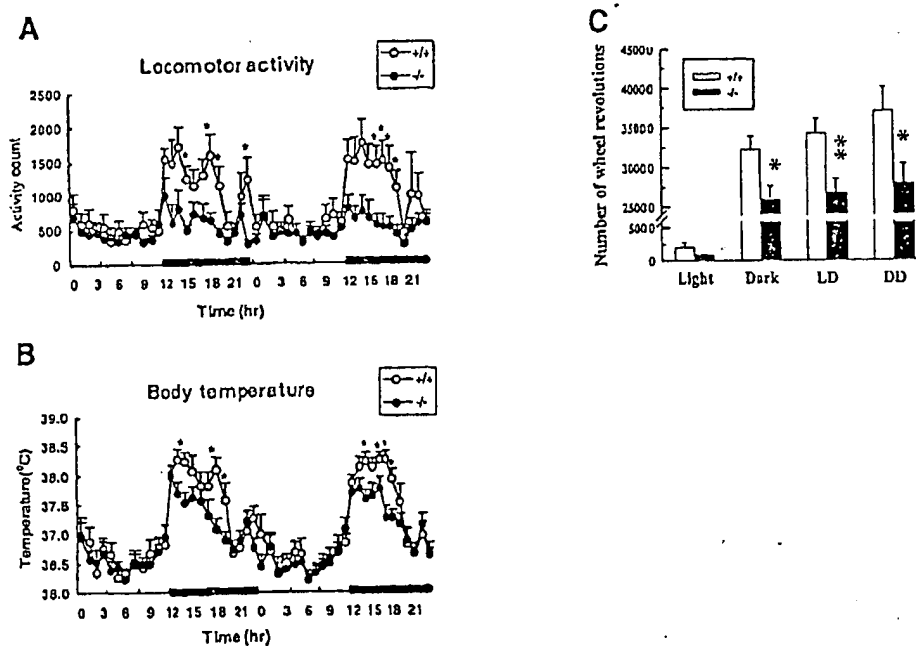 A
Locomotor activity
+/+
-/-
2500
2000
1500
1000
500
0
Activity count
0 3 6 9 12 15 18 21 0 3 6 9 12 15 18 21
Time (hr)
B
Body temperature
+/+
-/-
39.0
38.5
38.0
37.5
37.0
36.5
36.0
Temperature(°C)
0 3 6 9 12 15 18 21 0 3 6 9 12 15 18 21
Time (hr)
C
+/+
-/-
45000
40000
35000
30000
25000
5000
0
Number of wheel revolutions
*
**
*
Light Dark LD DD